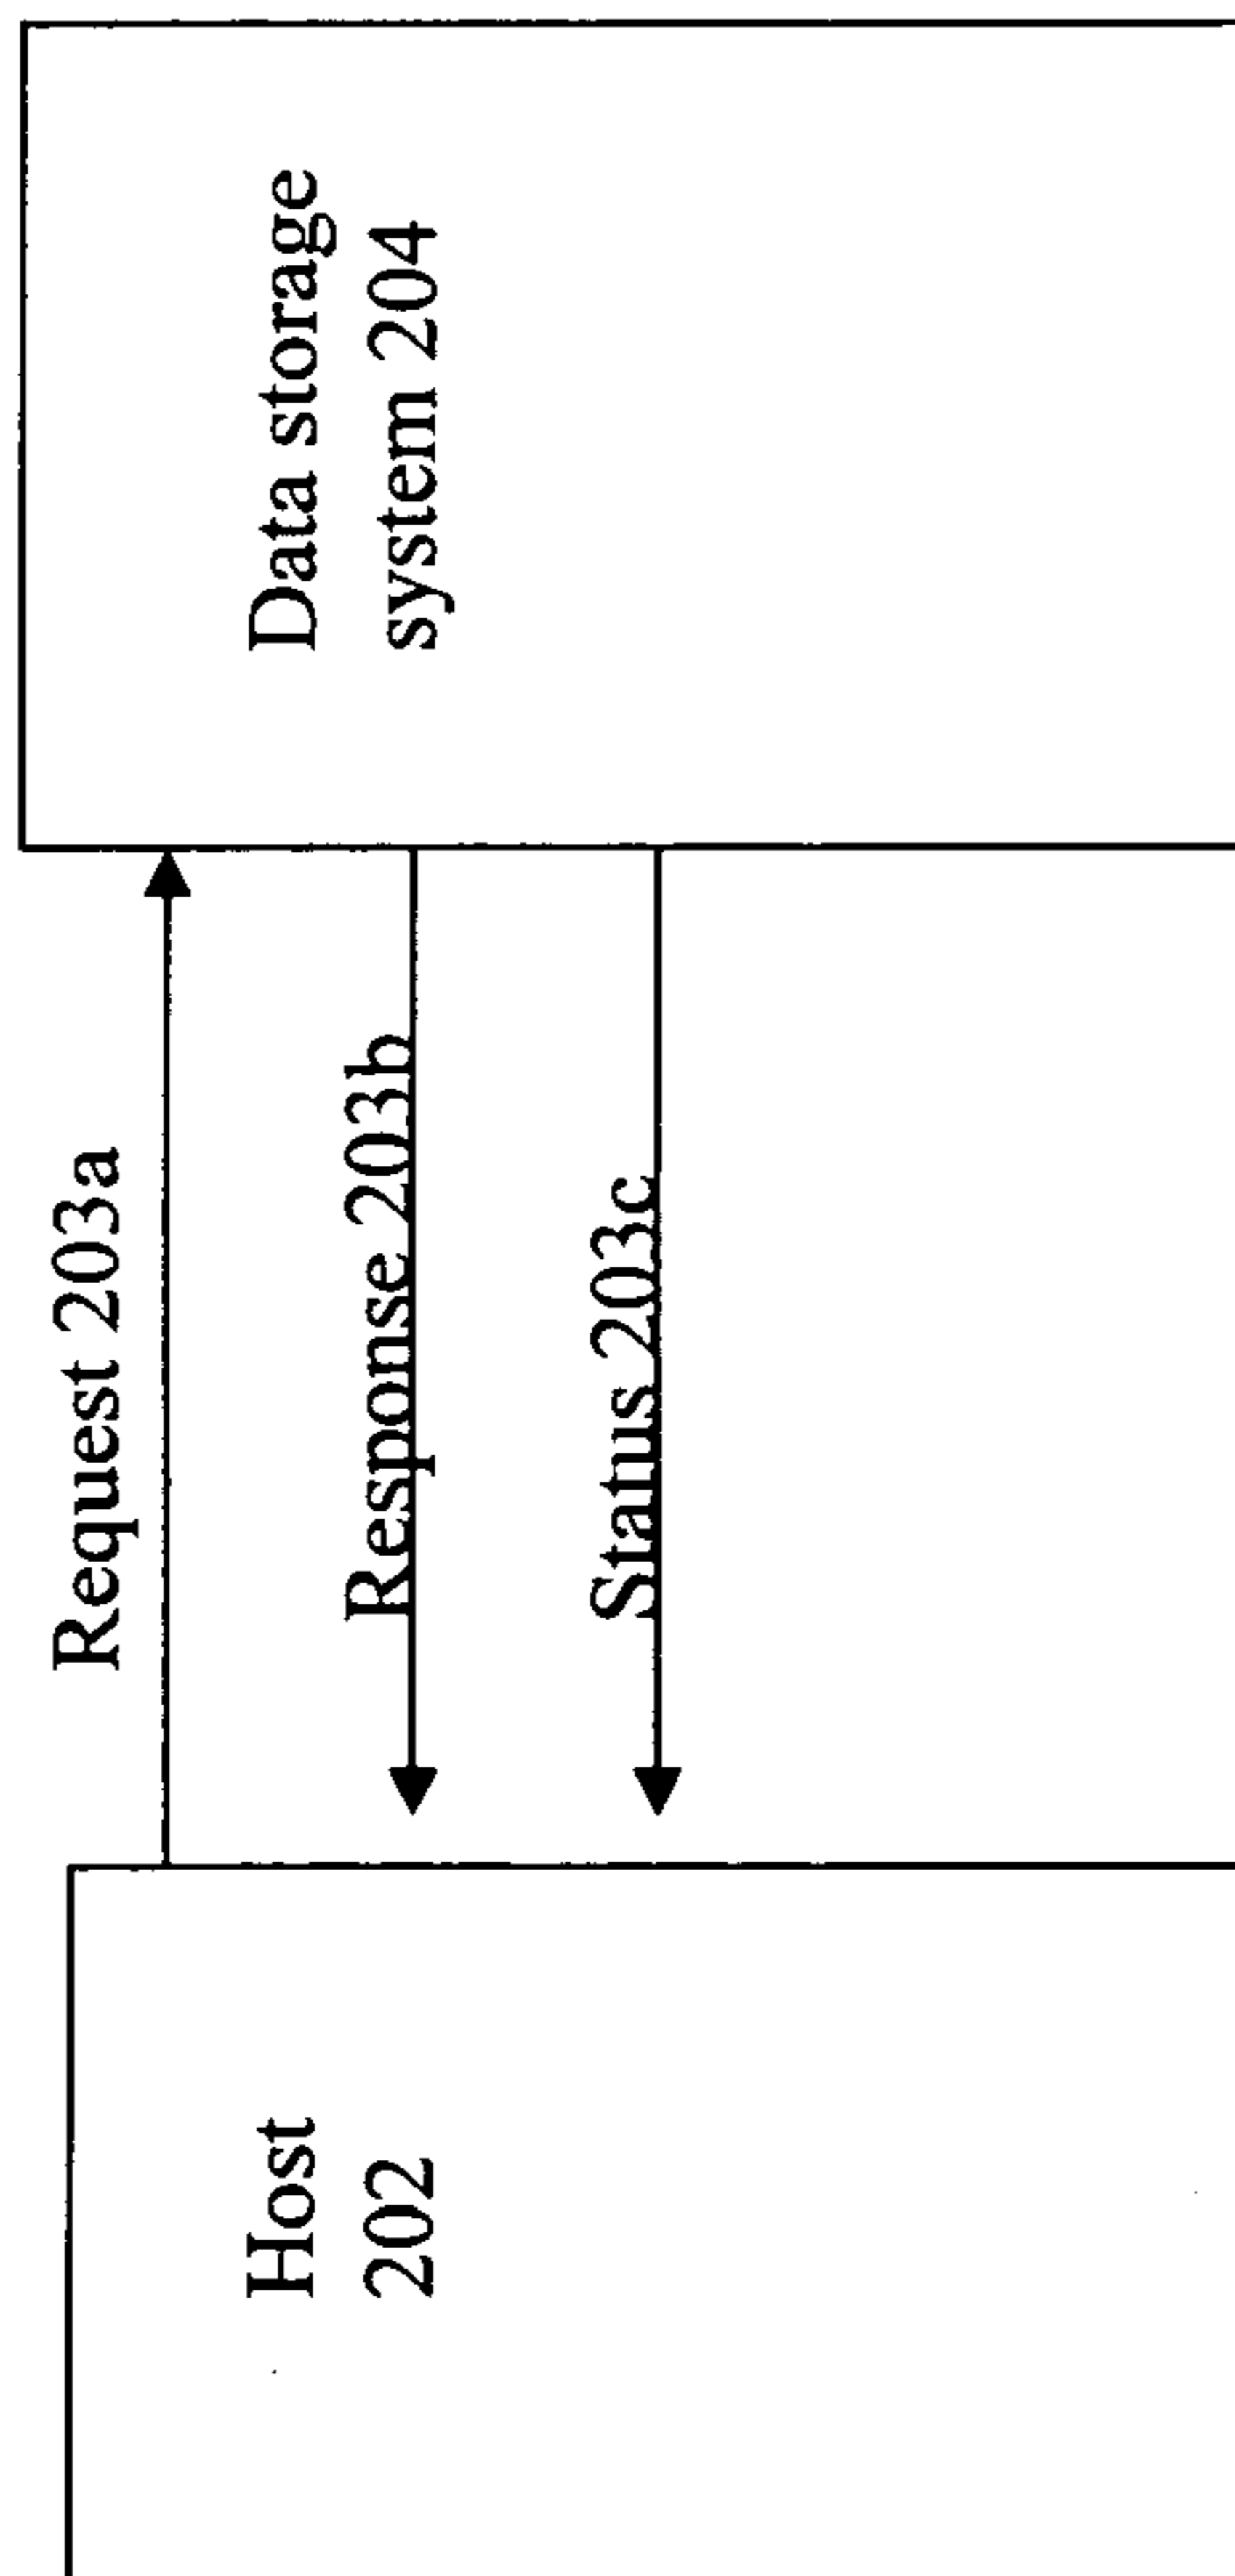 Request 203a
Host
202
Response 203b
Status 203c
Data storage
system 204